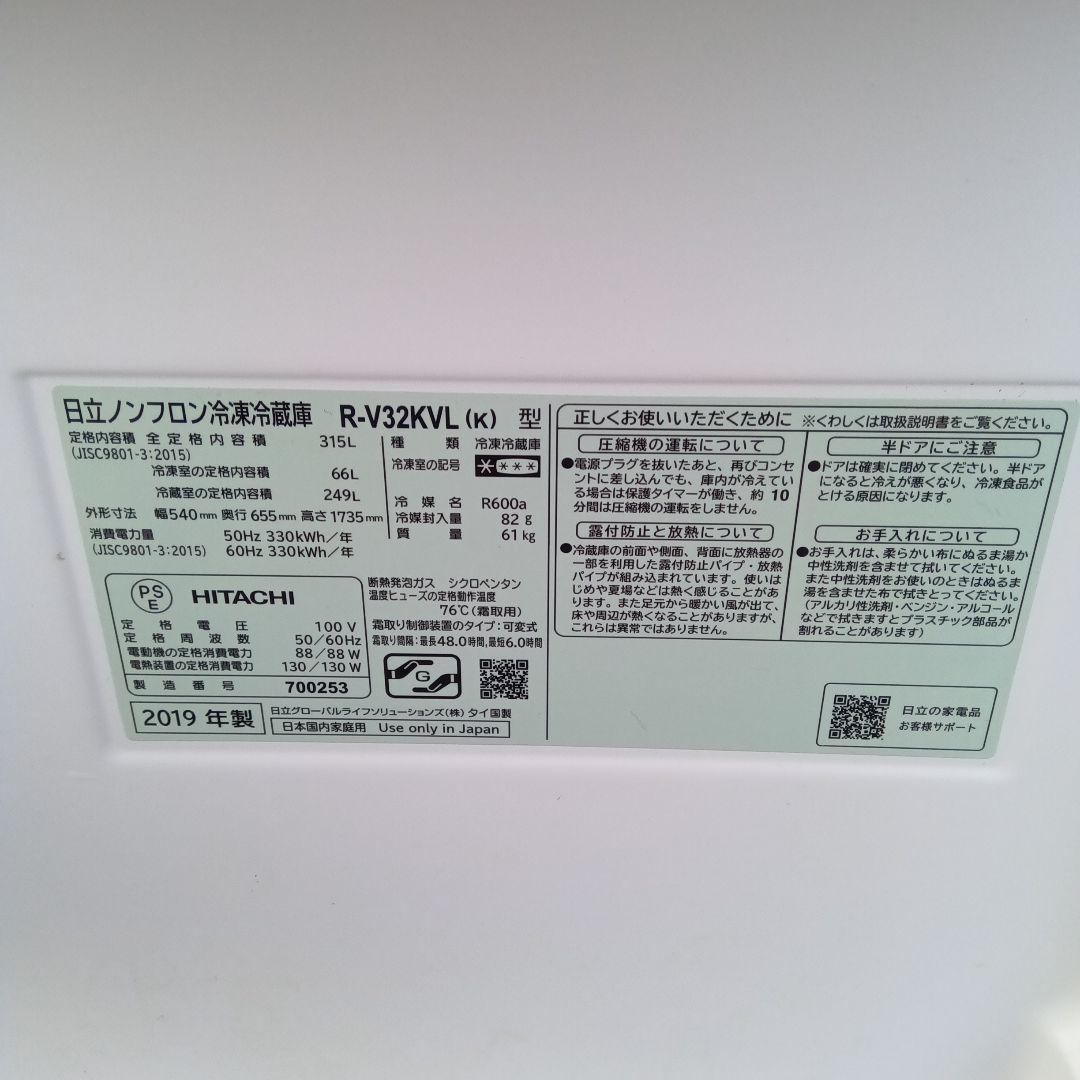 日立ノンフロン冷凍冷蔵庫 R-V32KVL (K) 型
定格内容積 全定格内容積 315L
(JISC9801-3:2015)
冷凍室の定格内容積 66L
冷蔵室の定格内容積 249L
外形寸法 幅540mm 奥行655mm 高さ1735mm
消費電力量 50Hz 330kWh/年
(JISC9801-3:2015) 60Hz 330kWh/年
種類 冷凍冷蔵庫
冷凍室の記号 ****
冷媒名 R600a
冷媒封入量 82g
質量 61kg
PS
E
HITACHI
定格電圧 100V
定格周波数 50/60Hz
電動機の定格消費電力 88/88W
電熱装置の定格消費電力 130/130W
製造番号 700253
断熱発泡ガス シクロペンタン
温度ヒューズの定格動作温度
76℃(霜取用)
霜取り制御装置のタイプ:可変式
霜取り間隔:最長48.0時間,最短6.0時間
G
2019年製
日立グローバルライフソリューションズ(株) タイ国製
日本国内家庭用 Use only in Japan
正しくお使いいただくために ※くわしくは取扱説明書をご覧ください。
圧縮機の運転について
●電源プラグを抜いたあと、再びコンセ
ントに差し込んでも、庫内が冷えてい
る場合は保護タイマーが働き、約10
分間は圧縮機の運転をしません。
露付防止と放熱について
●冷蔵庫の前面や側面、背面に放熱器の
一部を利用した露付防止パイプ・放熱
パイプが組み込まれています。使いは
じめや夏場などは熱く感じることがあ
ります。また足元から暖かい風が出て、
床や周辺が熱くなることがありますが、
これらは異常ではありません。
半ドアにご注意
●ドアは確実に閉めてください。半ドア
になると冷えが悪くなり、冷凍食品が
とける原因になります。
お手入れについて
●お手入れは、柔らかい布にぬるま湯か
中性洗剤を含ませて拭いてください。
また中性洗剤をお使いのときはぬるま
湯を含ませた布で拭きとってください。
(アルカリ性洗剤・ベンジン・アルコール
などで拭きますとプラスチック部品が
割れることがあります)
日立の家電品
お客様サポート